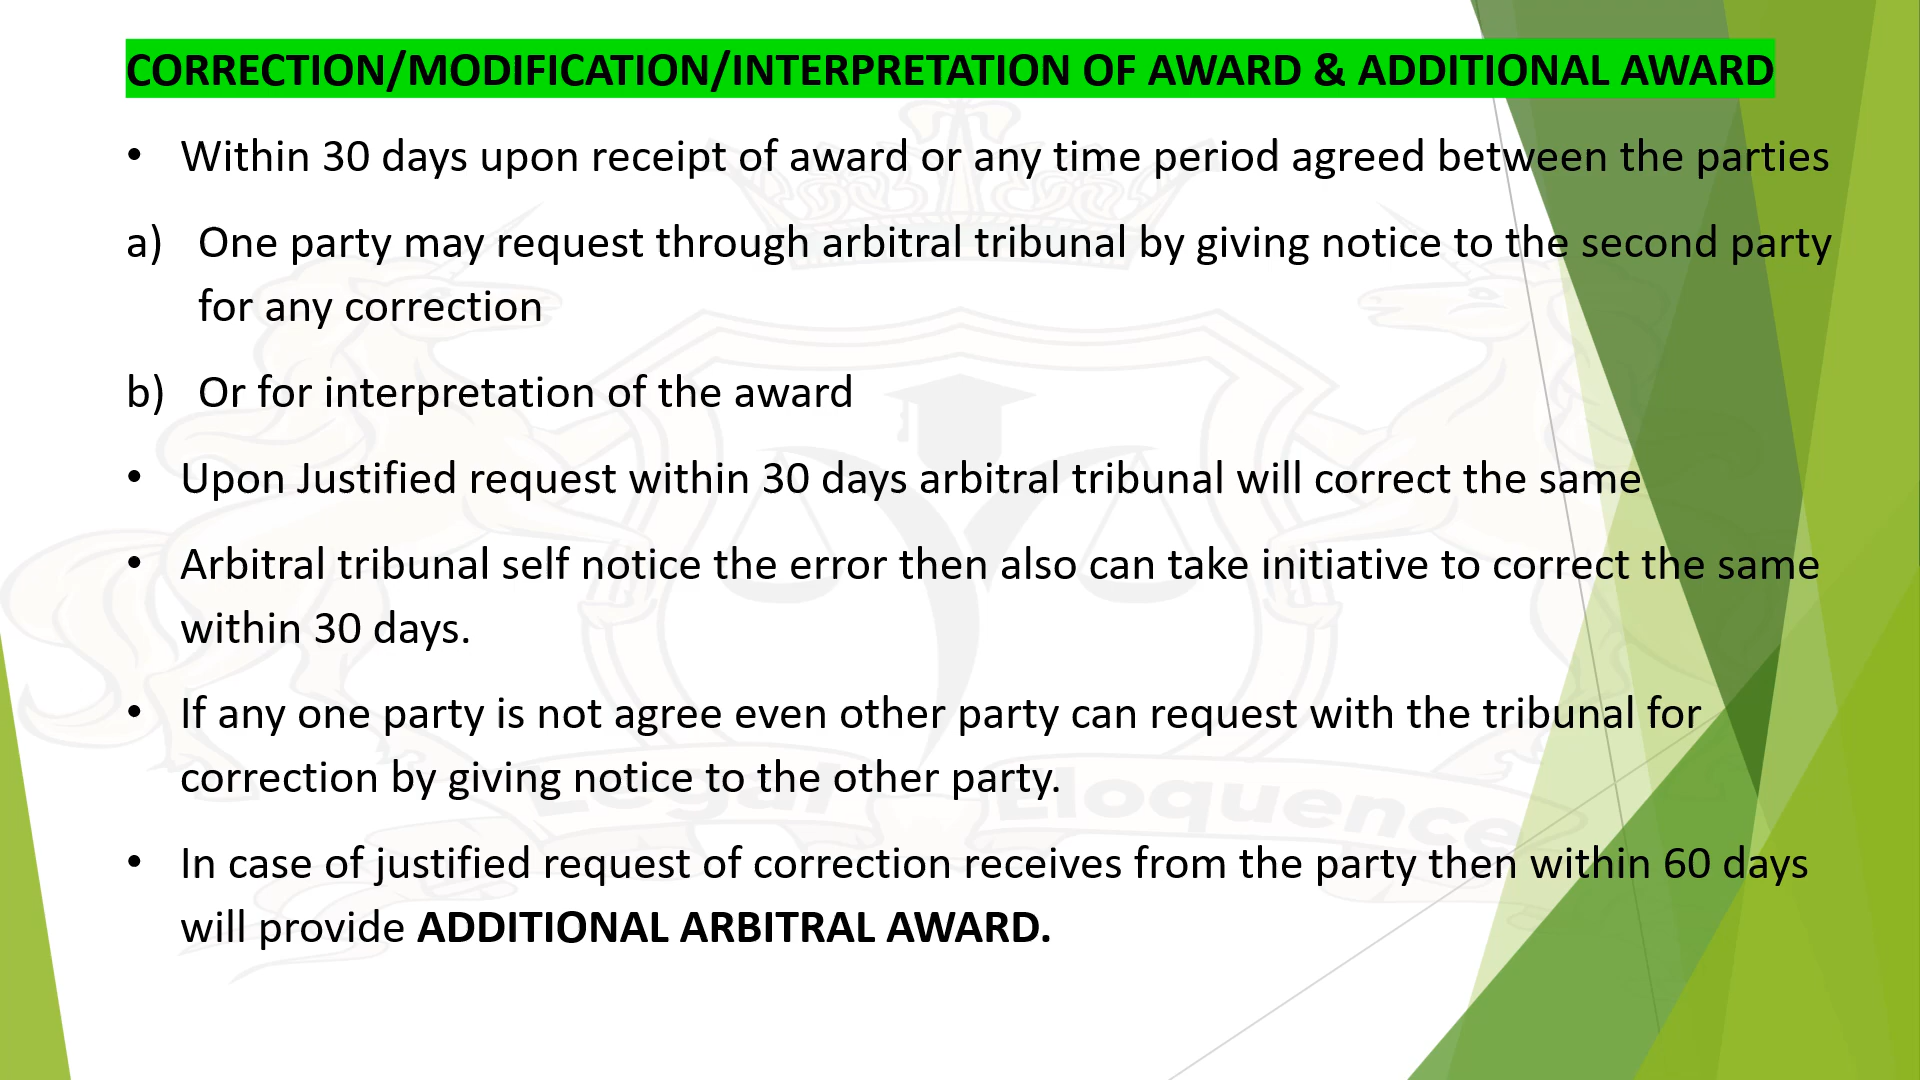 CORRECTION/MODIFICATION/INTERPRETATION OF AWARD & ADDITIONAL AWARD
• Within 30 days upon receipt of award or any time period agreed between the parties
a) One party may request through arbitral tribunal by giving notice to the second party
for any correction
b) Or for interpretation of the award
• Upon Justified request within 30 days arbitral tribunal will correct the same
• Arbitral tribunal self notice the error then also can take initiative to correct the same
within 30 days.
• If any one party is not agree even other party can request with the tribunal for
correction by giving notice to the other party.
Legal Eloquence
• In case of justified request of correction receives from the party then within 60 days
will provide ADDITIONAL ARBITRAL AWARD.